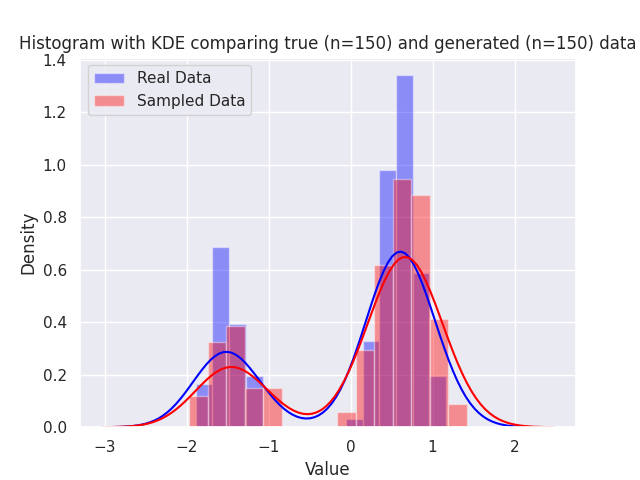 Histogram with KDE comparing true (n=150) and generated (n=150) data
Real Data
Sampled Data
Density
1.4
1.2
1.0
0.8
0.6
0.4
0.2
0.0
−3 −2 −1 0 1 2
Value